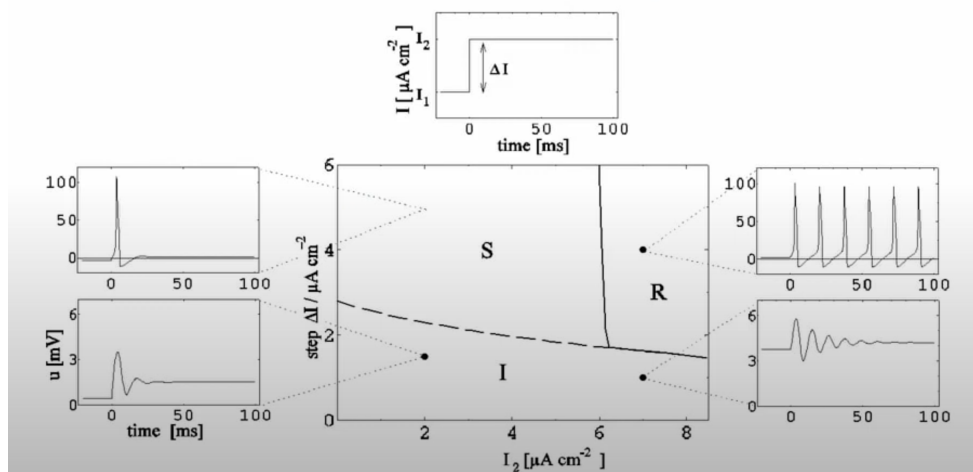 I [ μA cm⁻²]
I₂
I₁
ΔI
0 50 100
time [ms]
100
50
0
0 50 100
u [mV]
6
3
0
0 50 100
time [ms]
step ΔI / μA cm⁻²
6
4
2
0
S
R
I
2 4 6 8
I₂ [ μA cm⁻²]
100
50
0
0 50 100
6
3
0
0 50 100